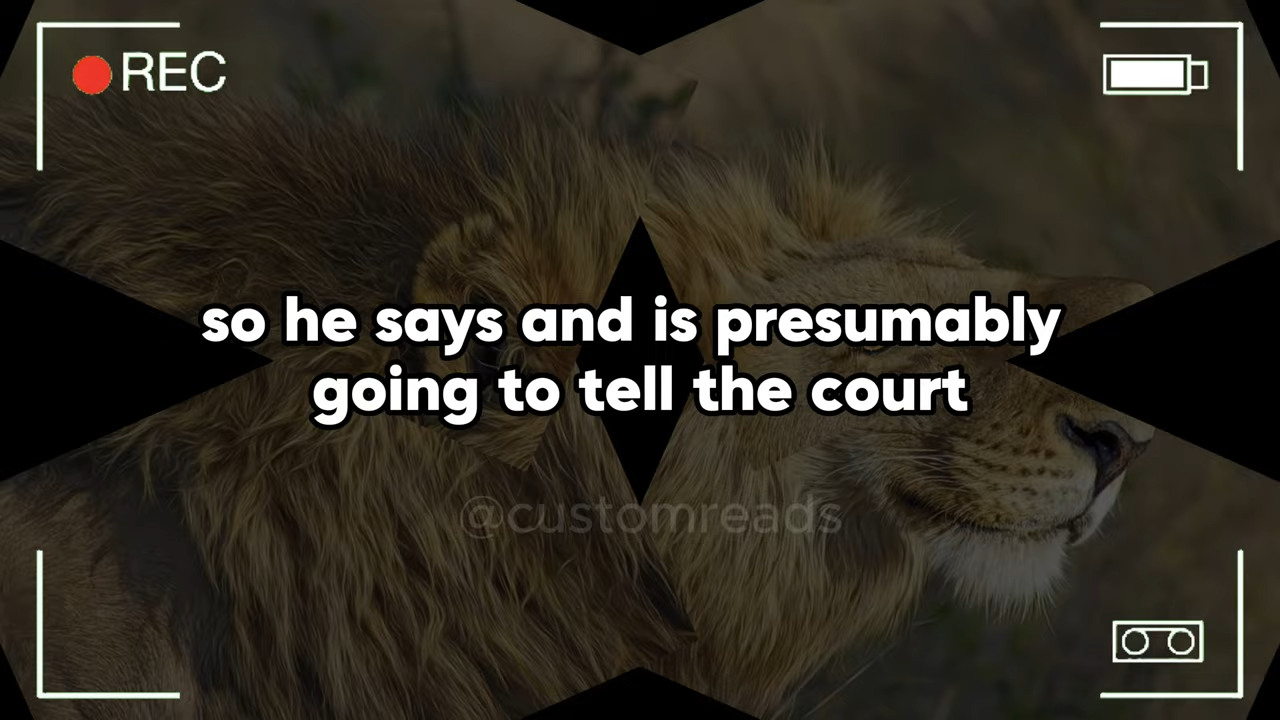 REC
so he says and is presumably
going to tell the court
@customreads